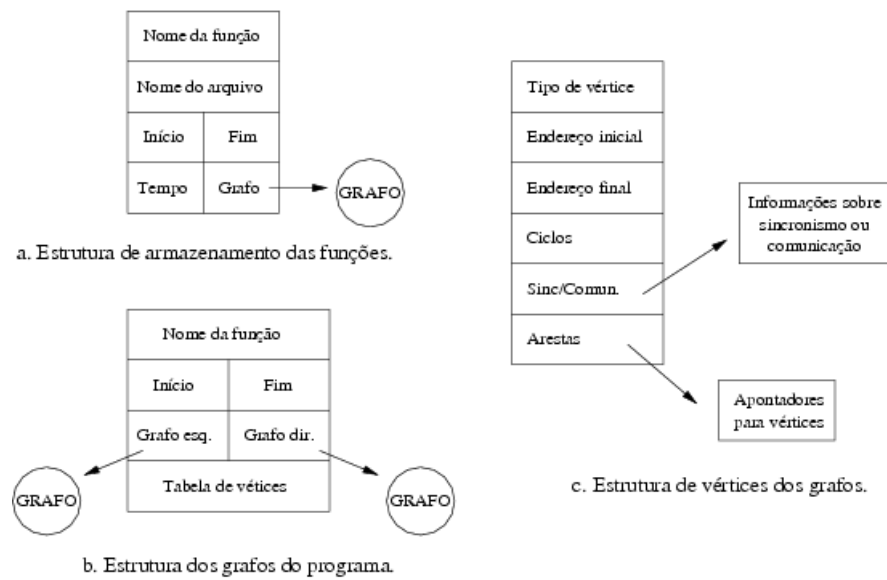 Nome da função
Nome do arquivo
Início
Fim
Tempo
Grafo
GRAFO
a. Estrutura de armazenamento das funções.
Nome da função
Início
Fim
Grafo esq.
Grafo dir.
Tabela de vétices
GRAFO
GRAFO
b. Estrutura dos grafos do programa.
Tipo de vértice
Endereço inicial
Endereço final
Ciclos
Sinc/Comun.
Arestas
Informações sobre
sincronismo ou
comunicação
Apontadores
para vértices
c. Estrutura de vértices dos grafos.